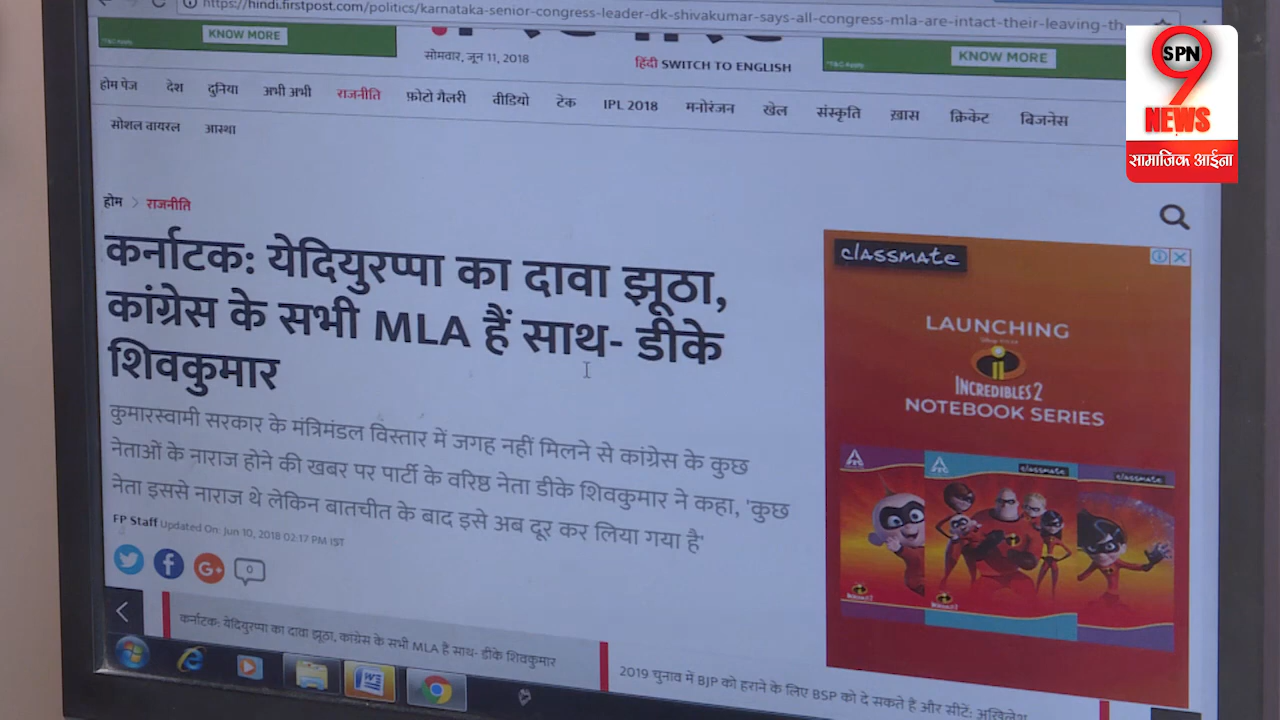 https://hindi.firstpost.com/politics/karnataka-senior-congress-leader-dk-shivakumar-says-all-congress-mla-are-intact-their-leaving-th
KNOW MORE
KNOW MORE
सोमवार, जून 11, 2018
हिंदी SWITCH TO ENGLISH
होम पेज देश दुनिया अभी अभी राजनीति फ़ोटो गैलरी वीडियो टेक IPL 2018 मनोरंजन खेल संस्कृति ख़ास क्रिकेट बिजनेस
सोशल वायरल आस्था
SPN
9
NEWS
सामाजिक आईना
होम > राजनीति
कर्नाटक: येदियुरप्पा का दावा झूठा,
कांग्रेस के सभी MLA हैं साथ- डीके
शिवकुमार
कुमारस्वामी सरकार के मंत्रिमंडल विस्तार में जगह नहीं मिलने से कांग्रेस के कुछ
नेताओं के नाराज होने की खबर पर पार्टी के वरिष्ठ नेता डीके शिवकुमार ने कहा, 'कुछ
नेता इससे नाराज थे लेकिन बातचीत के बाद इसे अब दूर कर लिया गया है'
FP Staff Updated On: Jun 10, 2018 02:17 PM IST
0
classmate
LAUNCHING
INCREDIBLES 2
NOTEBOOK SERIES
classmate
classmate
कर्नाटक: येदियुरप्पा का दावा झूठा, कांग्रेस के सभी MLA हैं साथ- डीके शिवकुमार
2019 चुनाव में BJP को हराने के लिए BSP को दे सकते है और सीटें: अखिलेश